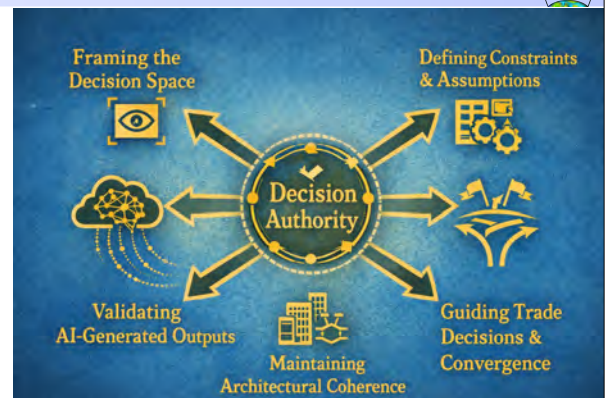 Framing the
Decision Space
Defining Constraints
& Assumptions
Decision
Authority
Validating
AI-Generated Outputs
Maintaining
Architectural Coherence
Guiding Trade
Decisions &
Convergence